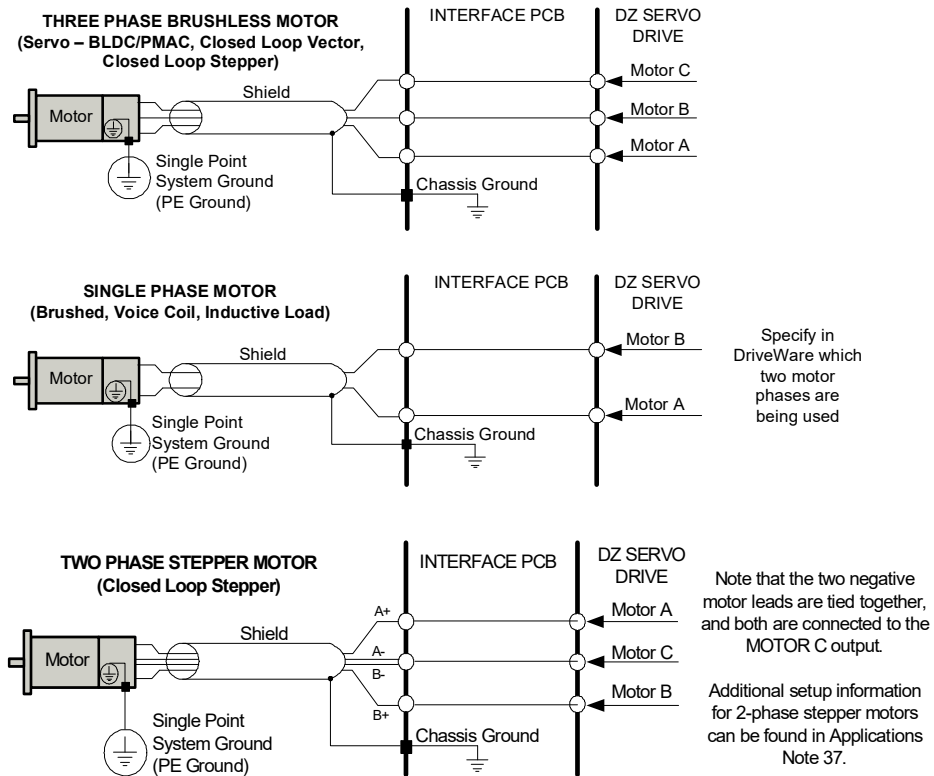 THREE PHASE BRUSHLESS MOTOR
(Servo – BLDC/PMAC, Closed Loop Vector,
Closed Loop Stepper)
INTERFACE PCB
DZ SERVO
DRIVE
Shield
Motor
Motor C
Motor B
Motor A
Single Point
System Ground
(PE Ground)
Chassis Ground
SINGLE PHASE MOTOR
(Brushed, Voice Coil, Inductive Load)
INTERFACE PCB
DZ SERVO
DRIVE
Shield
Motor
Motor B
Motor A
Specify in
DriveWare which
two motor
phases are
being used
Single Point
System Ground
(PE Ground)
Chassis Ground
TWO PHASE STEPPER MOTOR
(Closed Loop Stepper)
INTERFACE PCB
DZ SERVO
DRIVE
Shield
Motor
A+
A-
B-
B+
Motor A
Motor C
Motor B
Note that the two negative
motor leads are tied together,
and both are connected to the
MOTOR C output.
Additional setup information
for 2-phase stepper motors
can be found in Applications
Note 37.
Single Point
System Ground
(PE Ground)
Chassis Ground